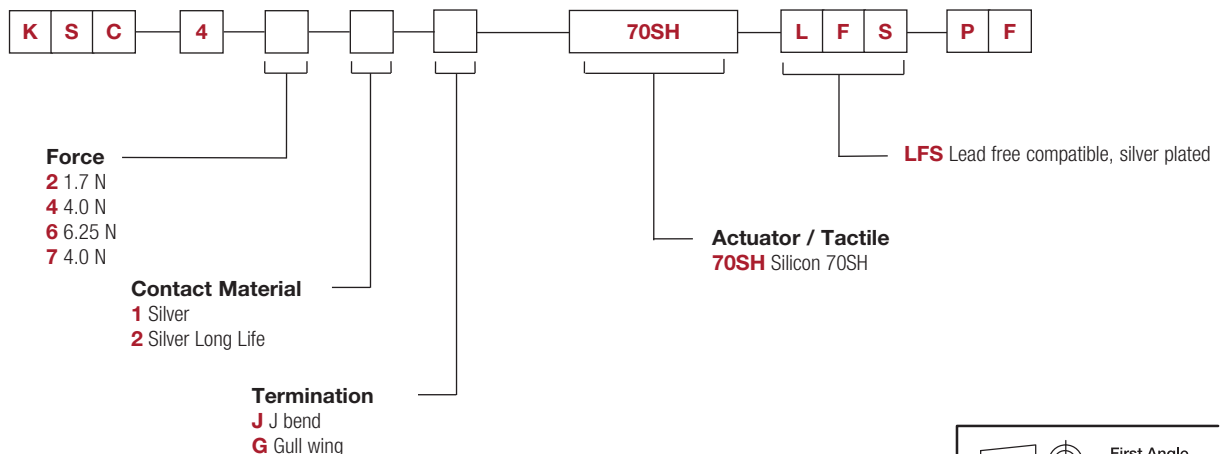 K S C 4 70SH L F S P F
Force
2 1.7 N
4 4.0 N
6 6.25 N
7 4.0 N
LFS Lead free compatible, silver plated
Actuator / Tactile
70SH Silicon 70SH
Contact Material
1 Silver
2 Silver Long Life
Termination
J J bend
G Gull wing
First Angle